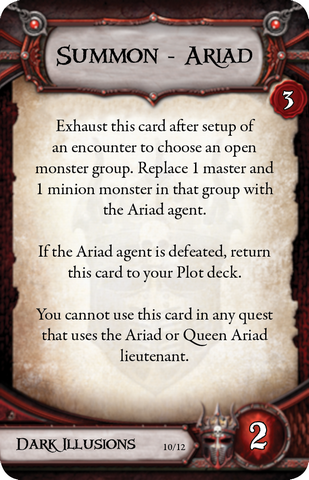 Summon - Ariad
3
Exhaust this card after setup of
an encounter to choose an open
monster group. Replace 1 master and
1 minion monster in that group with
the Ariad agent.
If the Ariad agent is defeated, return
this card to your Plot deck.
You cannot use this card in any quest
that uses the Ariad or Queen Ariad
lieutenant.
Dark Illusions 10/12
2